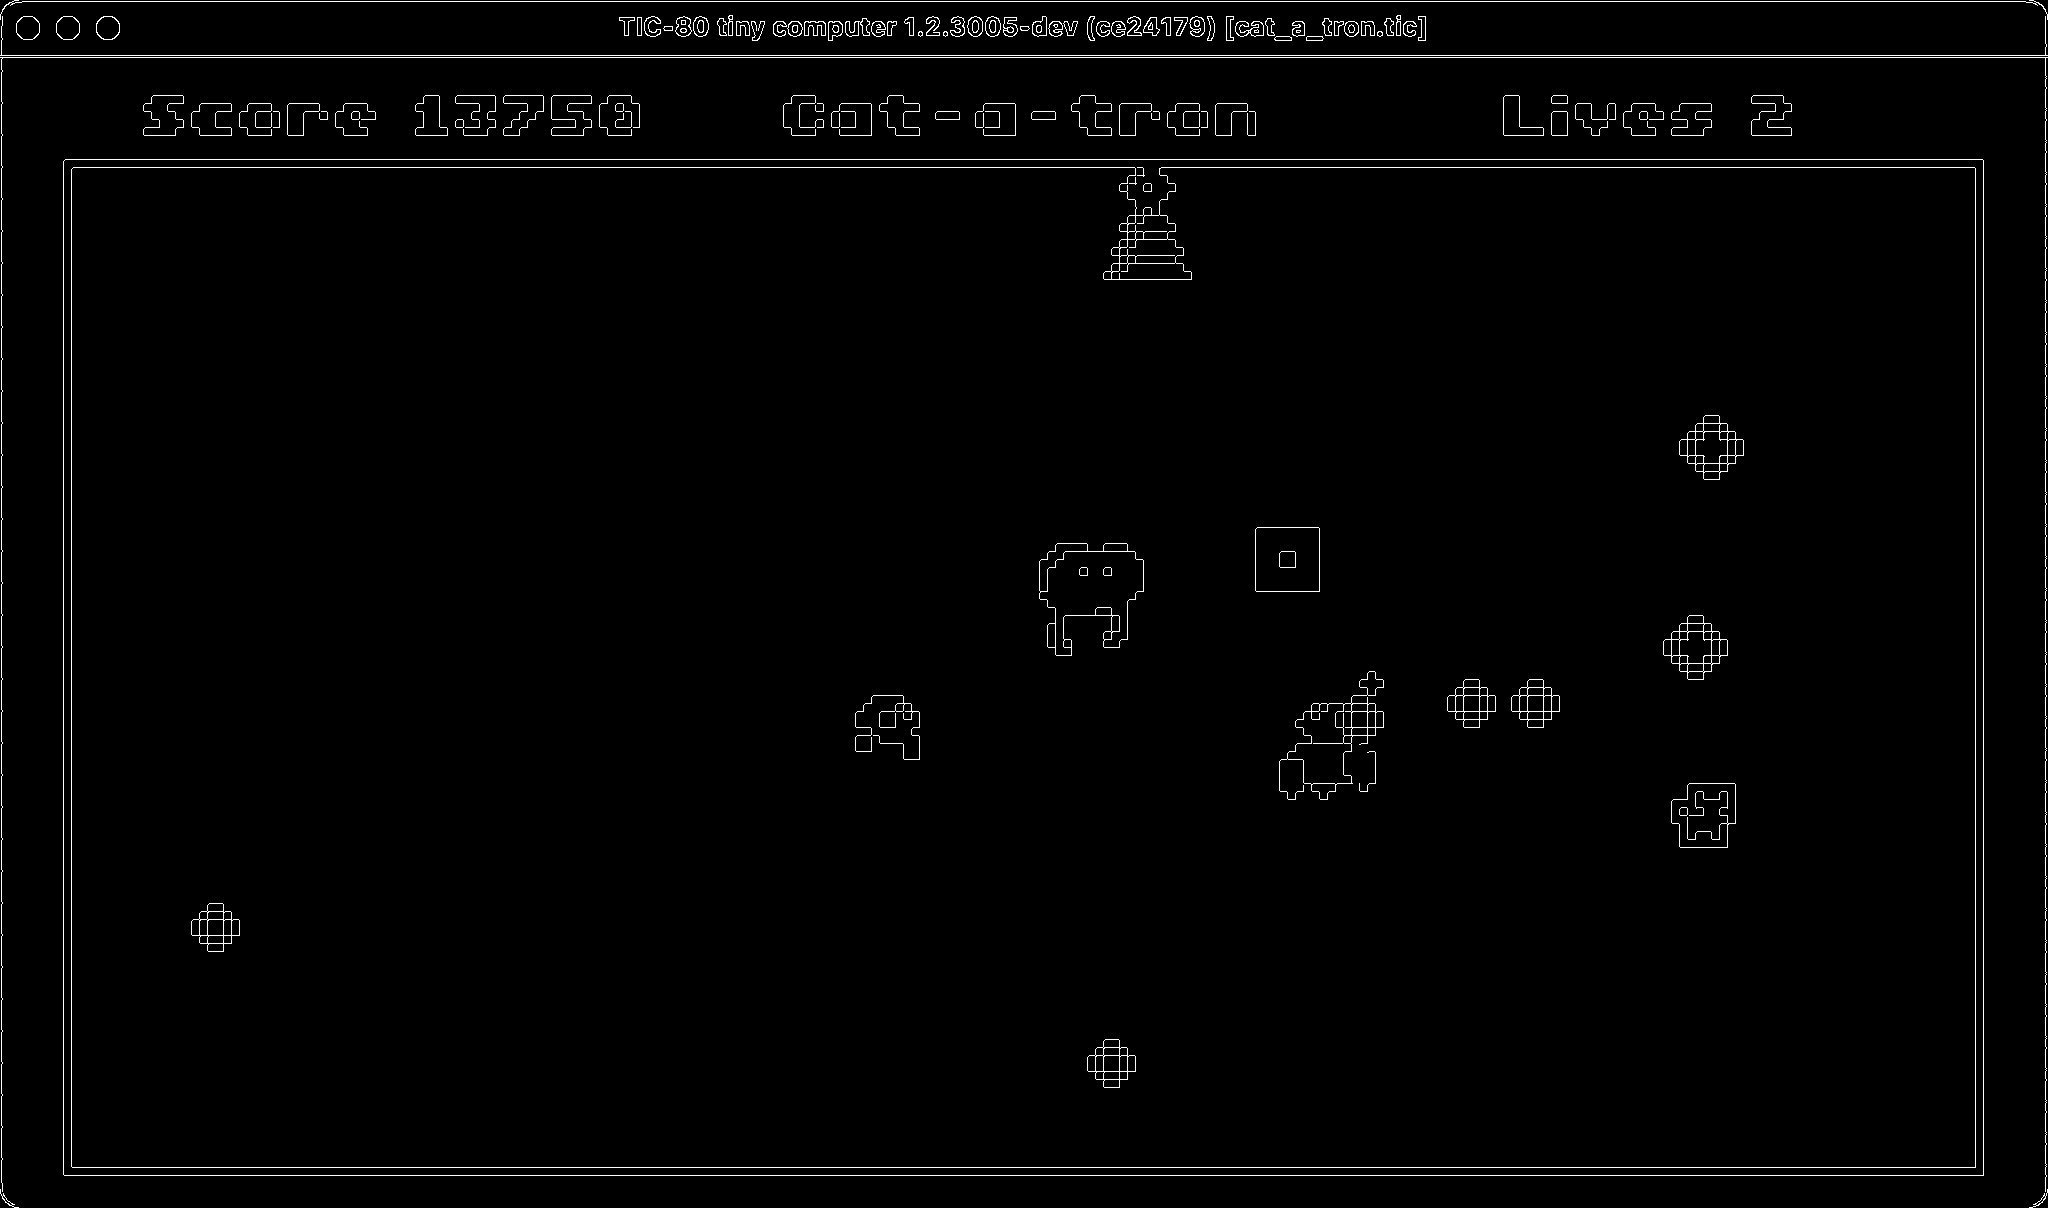 TIC-80 tiny computer 1.2.3005-dev (ce24179) [cat_a_tron.tic]
Score 13750 Cat-a-tron Lives 2